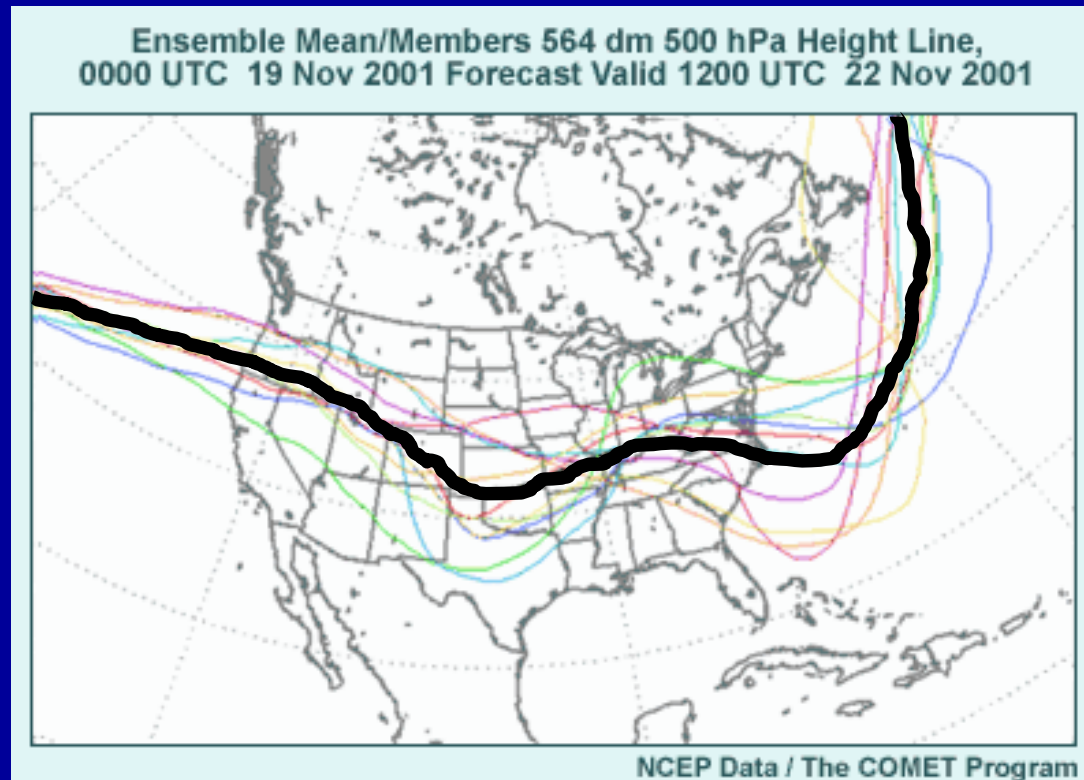 Ensemble Mean/Members 564 dm 500 hPa Height Line,
0000 UTC 19 Nov 2001 Forecast Valid 1200 UTC 22 Nov 2001
NCEP Data / The COMET Program